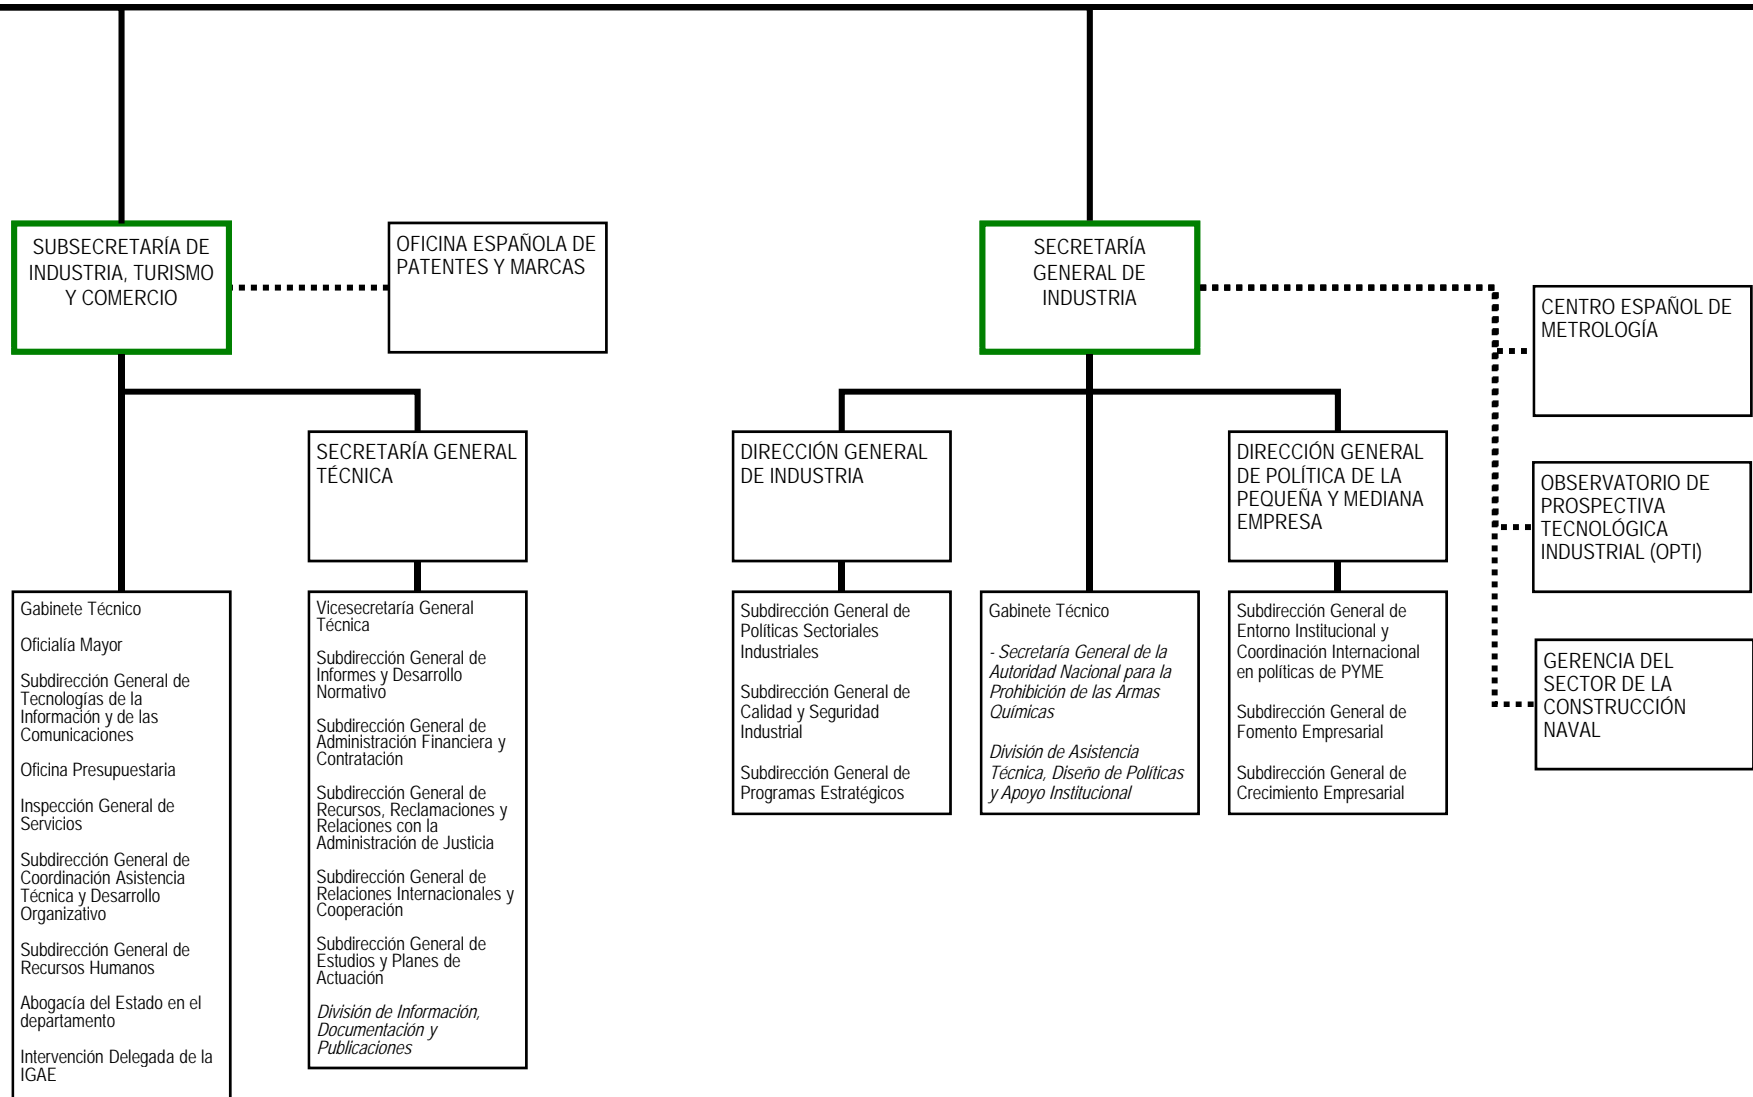 SUBSECRETARÍA DE
INDUSTRIA, TURISMO
Y COMERCIO
OFICINA ESPAÑOLA DE
PATENTES Y MARCAS
SECRETARÍA
GENERAL DE
INDUSTRIA
CENTRO ESPAÑOL DE
METROLOGÍA
OBSERVATORIO DE
PROSPECTIVA
TECNOLÓGICA
INDUSTRIAL (OPTI)
GERENCIA DEL
SECTOR DE LA
CONSTRUCCIÓN
NAVAL
SECRETARÍA GENERAL
TÉCNICA
DIRECCIÓN GENERAL
DE INDUSTRIA
DIRECCIÓN GENERAL
DE POLÍTICA DE LA
PEQUEÑA Y MEDIANA
EMPRESA
Gabinete Técnico
Oficialía Mayor
Subdirección General de
Tecnologías de la
Información y de las
Comunicaciones
Oficina Presupuestaria
Inspección General de
Servicios
Subdirección General de
Coordinación Asistencia
Técnica y Desarrollo
Organizativo
Subdirección General de
Recursos Humanos
Abogacía del Estado en el
departamento
Intervención Delegada de la
IGAE
Vicesecretaría General
Técnica
Subdirección General de
Informes y Desarrollo
Normativo
Subdirección General de
Administración Financiera y
Contratación
Subdirección General de
Recursos, Reclamaciones y
Relaciones con la
Administración de Justicia
Subdirección General de
Relaciones Internacionales y
Cooperación
Subdirección General de
Estudios y Planes de
Actuación
División de Información,
Documentación y
Publicaciones
Subdirección General de
Políticas Sectoriales
Industriales
Subdirección General de
Calidad y Seguridad
Industrial
Subdirección General de
Programas Estratégicos
Gabinete Técnico
- Secretaría General de la
Autoridad Nacional para la
Prohibición de las Armas
Químicas
División de Asistencia
Técnica, Diseño de Políticas
y Apoyo Institucional
Subdirección General de
Entorno Institucional y
Coordinación Internacional
en políticas de PYME
Subdirección General de
Fomento Empresarial
Subdirección General de
Crecimiento Empresarial